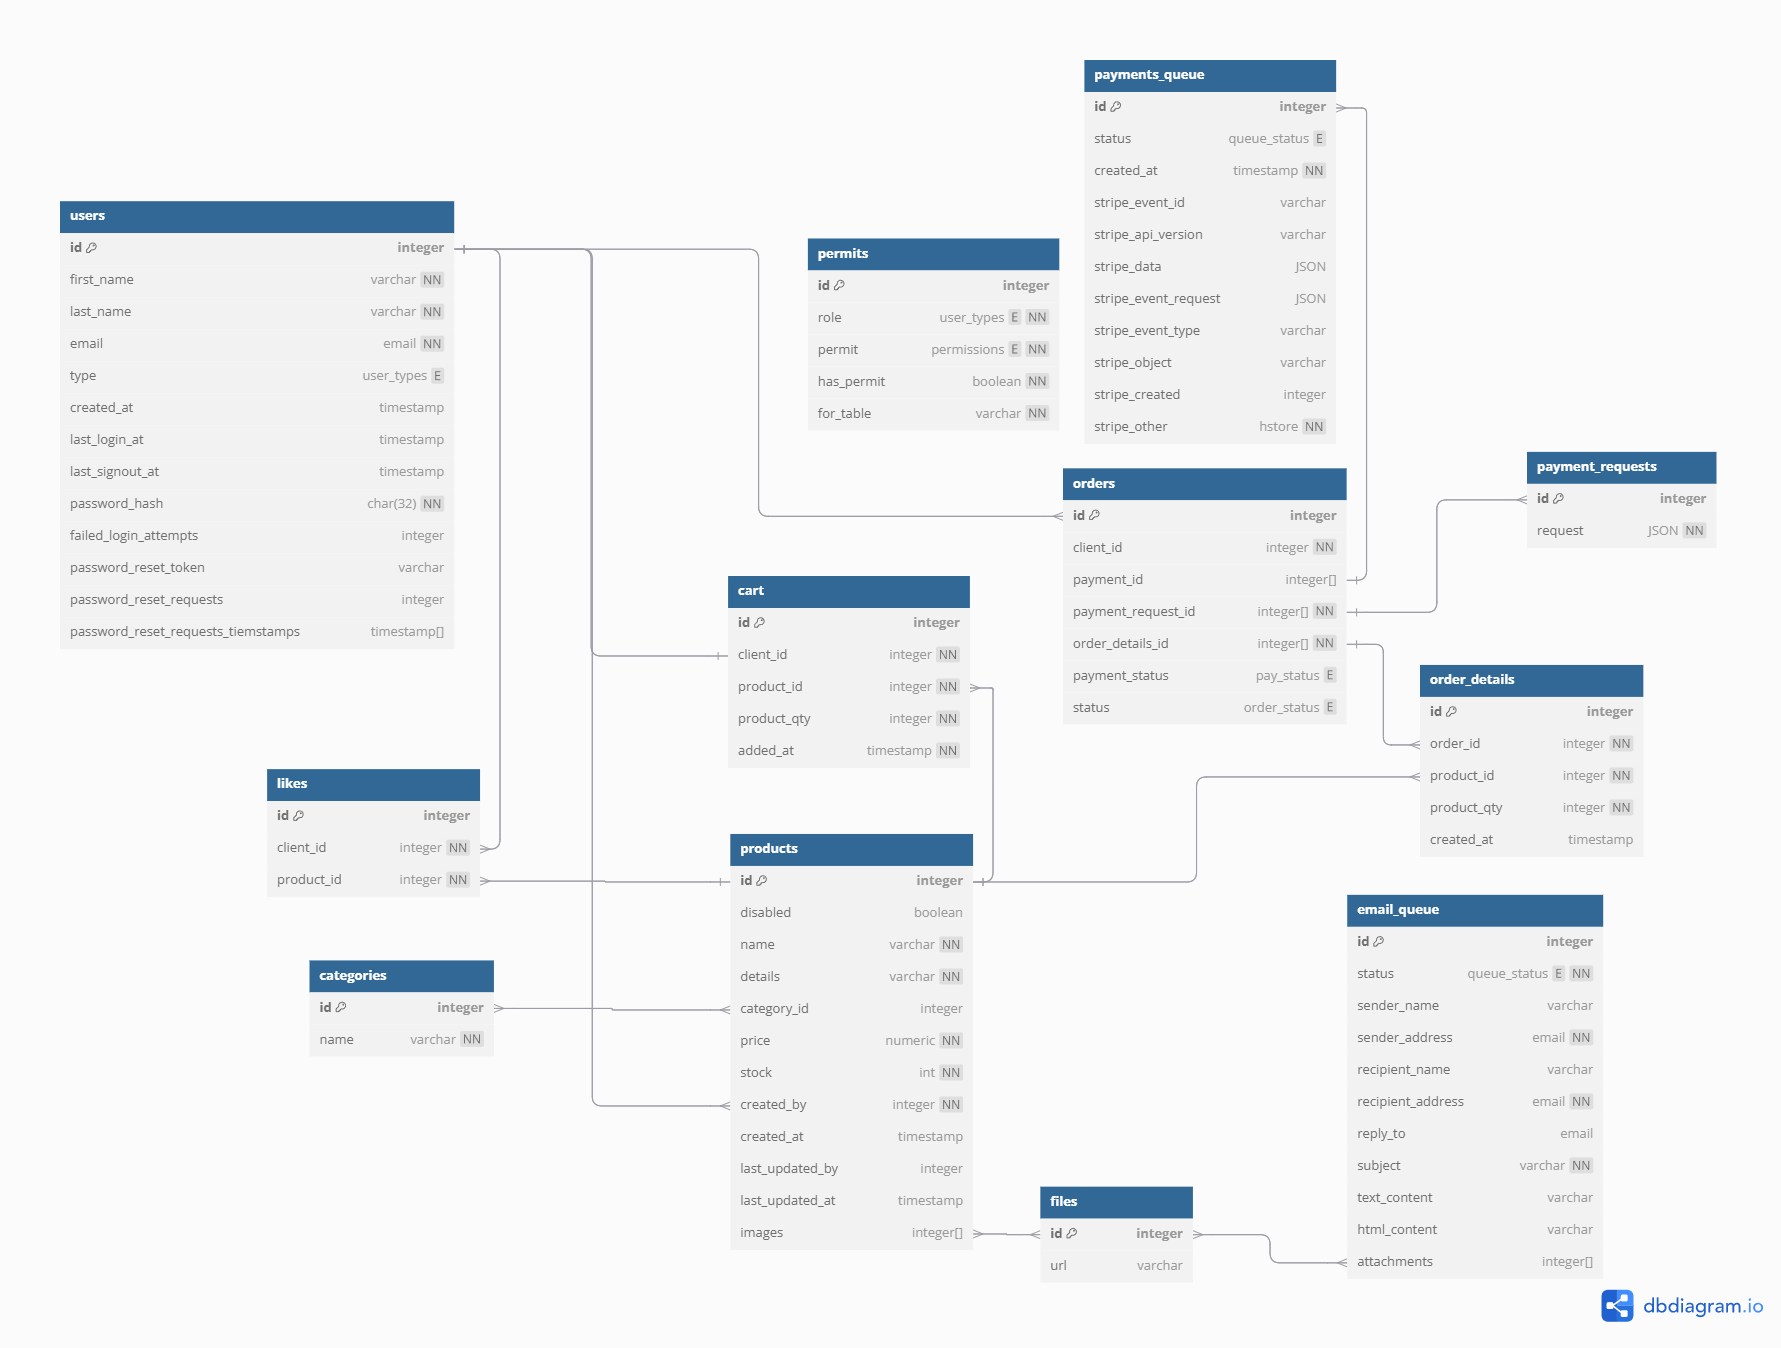 payments_queue
id integer
status queue_status E
created_at timestamp NN
stripe_event_id varchar
stripe_api_version varchar
stripe_data JSON
stripe_event_request JSON
stripe_event_type varchar
stripe_object varchar
stripe_created integer
stripe_other hstore NN
users
id integer
first_name varchar NN
last_name varchar NN
email email NN
type user_types E
created_at timestamp
last_login_at timestamp
last_signout_at timestamp
password_hash char(32) NN
failed_login_attempts integer
password_reset_token varchar
password_reset_requests integer
password_reset_requests_tiemstamps timestamp[]
permits
id integer
role user_types E NN
permit permissions E NN
has_permit boolean NN
for_table varchar NN
payment_requests
id integer
request JSON NN
orders
id integer
client_id integer NN
payment_id integer[]
payment_request_id integer[] NN
order_details_id integer[] NN
payment_status pay_status E
status order_status E
cart
id integer
client_id integer NN
product_id integer NN
product_qty integer NN
added_at timestamp NN
order_details
id integer
order_id integer NN
product_id integer NN
product_qty integer NN
created_at timestamp
likes
id integer
client_id integer NN
product_id integer NN
products
id integer
disabled boolean
name varchar NN
details varchar NN
category_id integer
price numeric NN
stock int NN
created_by integer NN
created_at timestamp
last_updated_by integer
last_updated_at timestamp
images integer[]
categories
id integer
name varchar NN
email_queue
id integer
status queue_status E NN
sender_name varchar
sender_address email NN
recipient_name varchar
recipient_address email NN
reply_to email
subject varchar NN
text_content varchar
html_content varchar
attachments integer[]
files
id integer
url varchar
dbdiagram.io